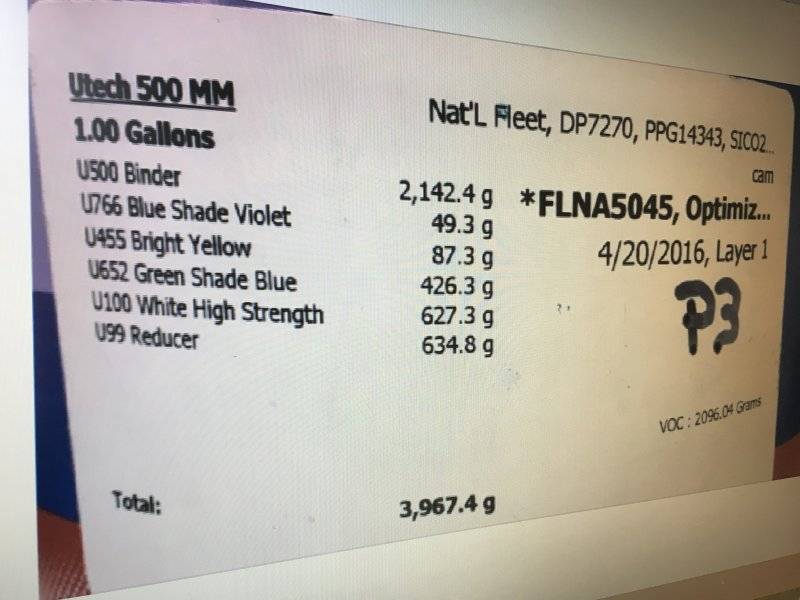 Utech 500 MM
1.00 Gallons
Nat'L Fleet, DP7270, PPG14343, SICO2...
cam
U500 Binder 2,142.4 g
*FLNA5045, Optimiz...
U766 Blue Shade Violet 49.3 g
4/20/2016, Layer 1
U455 Bright Yellow 87.3 g
U652 Green Shade Blue 426.3 g
U100 White High Strength 627.3 g
U99 Reducer 634.8 g
P3
VOC : 2096.04 Grams
Total: 3,967.4 g